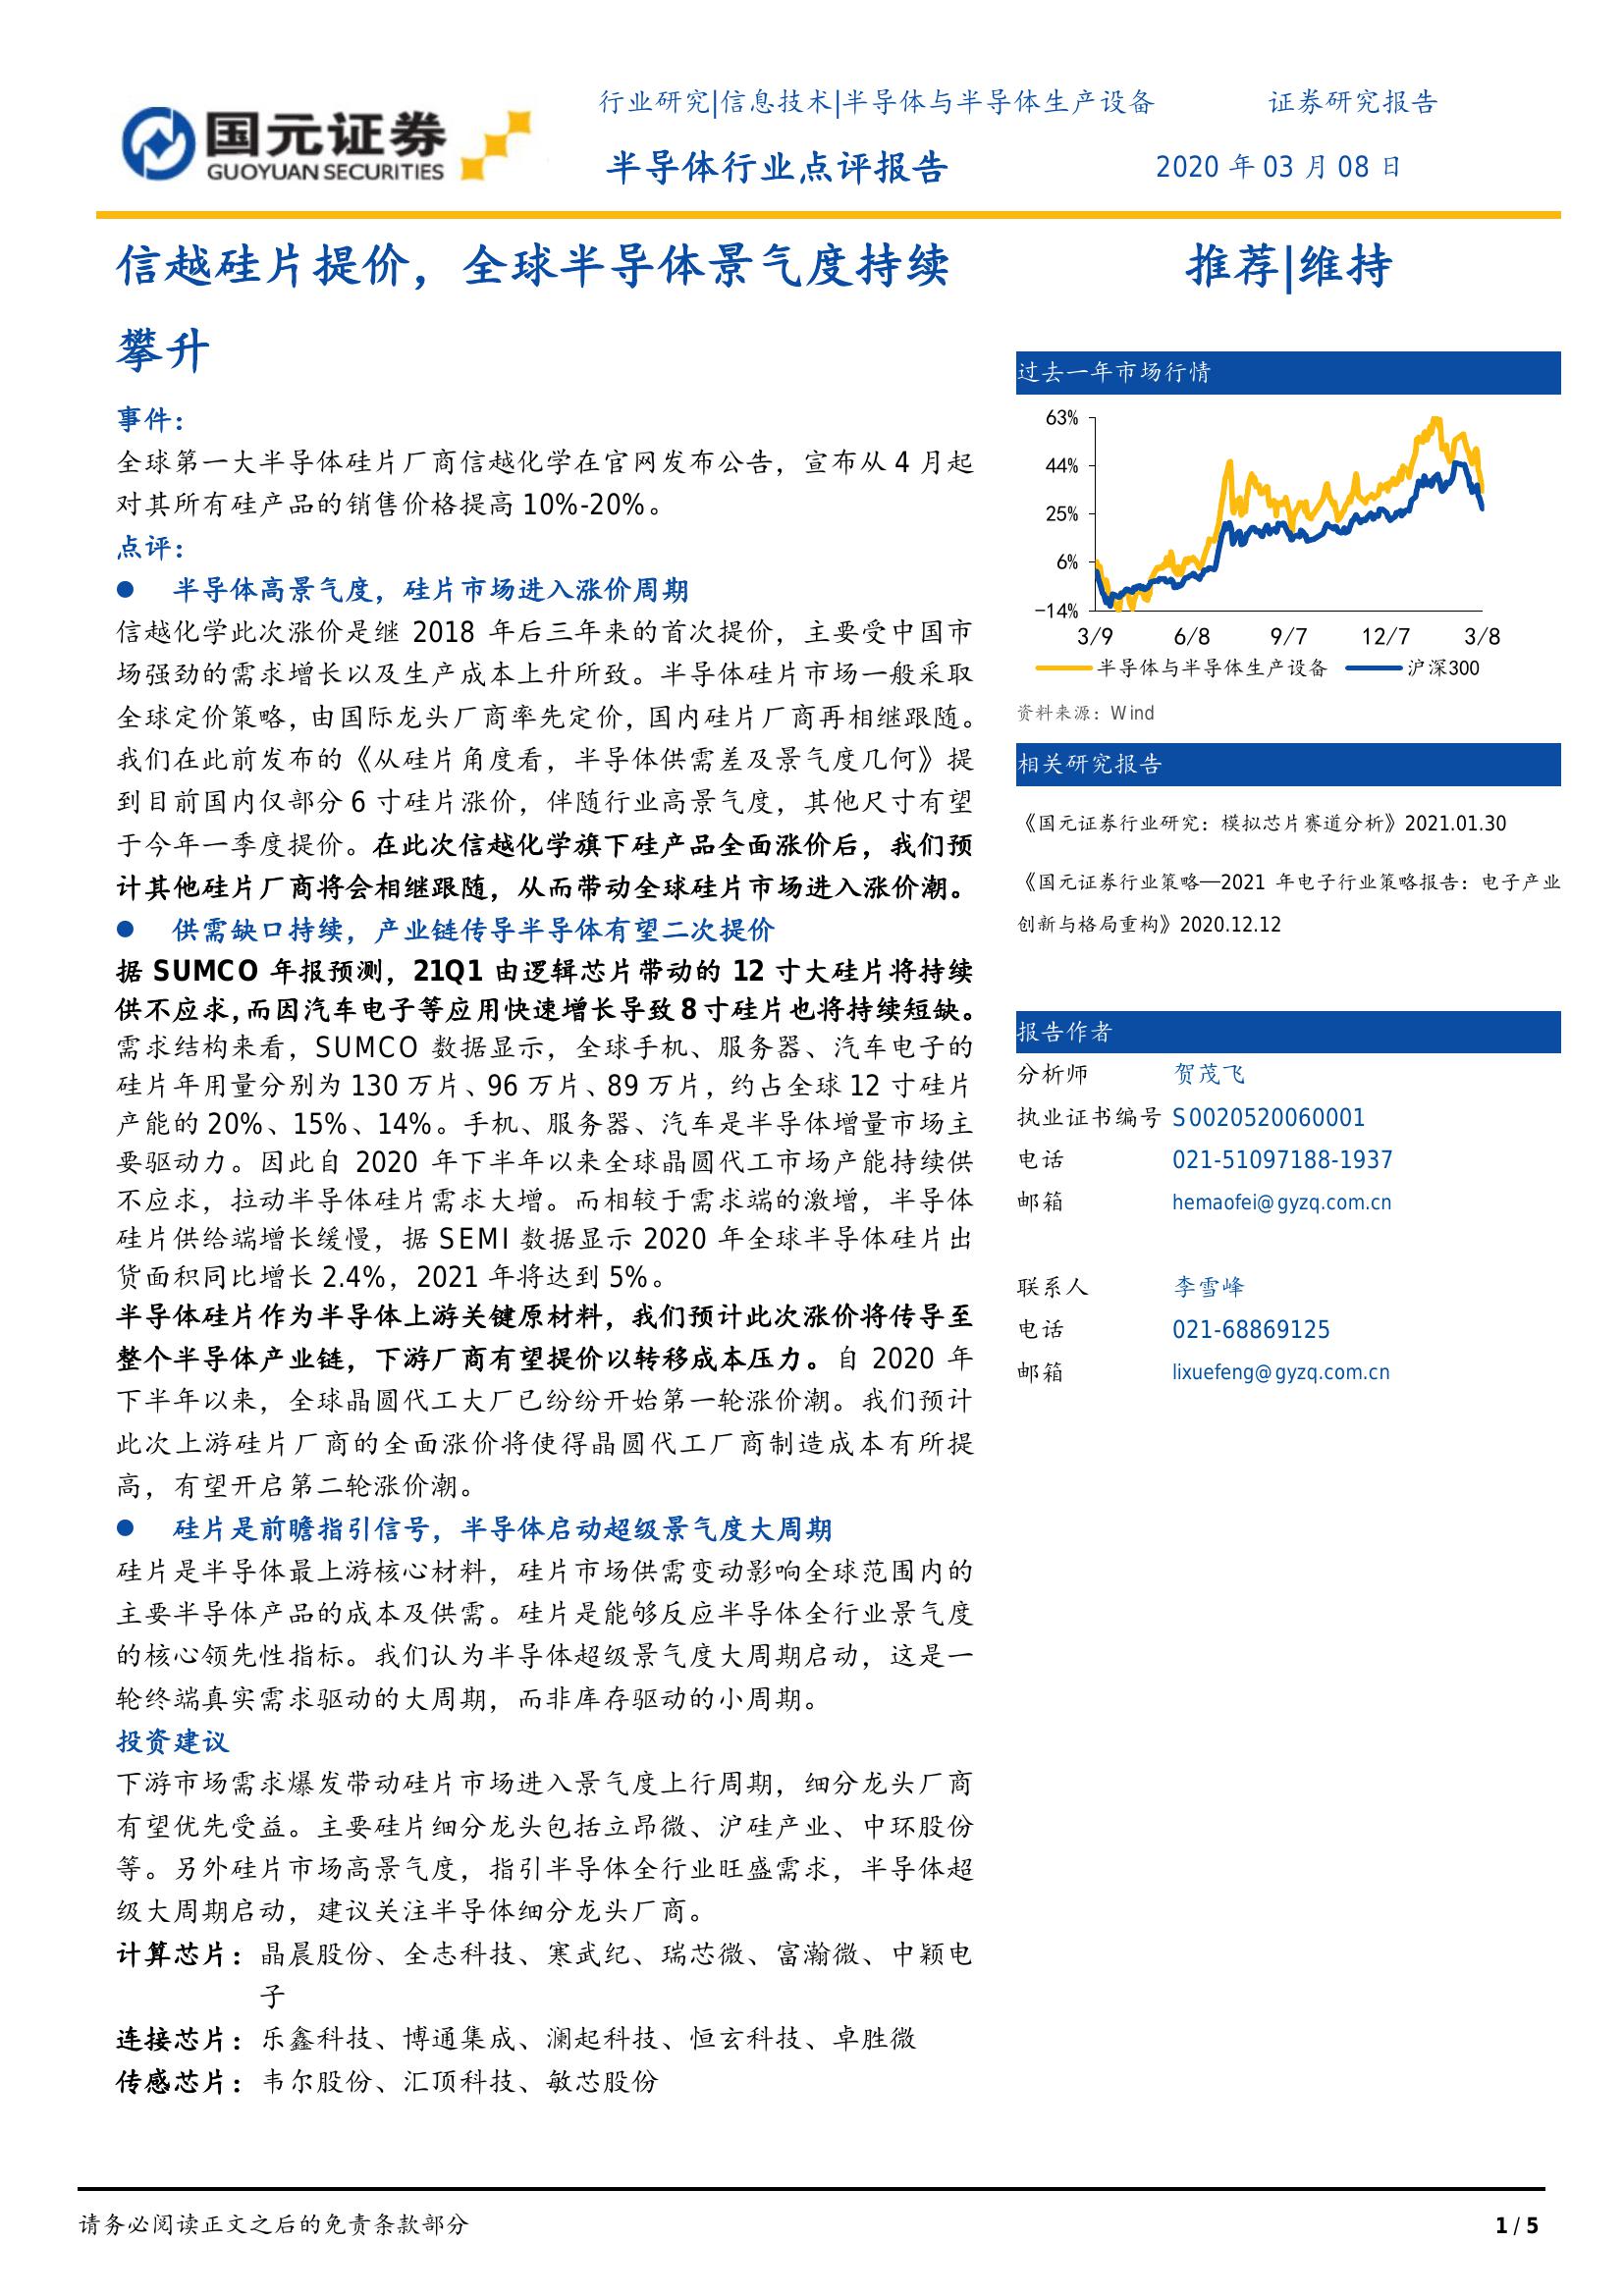 国元证券
GUOYUAN SECURITIES
行业研究|信息技术|半导体与半导体生产设备 证券研究报告
半导体行业点评报告 2020 年 03 月 08 日
信越硅片提价，全球半导体景气度持续
攀升
推荐|维持
事件：
全球第一大半导体硅片厂商信越化学在官网发布公告，宣布从 4 月起
对其所有硅产品的销售价格提高 10%-20%。
点评：
● 半导体高景气度，硅片市场进入涨价周期
信越化学此次涨价是继 2018 年后三年来的首次提价，主要受中国市
场强劲的需求增长以及生产成本上升所致。半导体硅片市场一般采取
全球定价策略，由国际龙头厂商率先定价，国内硅片厂商再相继跟随。
我们在此前发布的《从硅片角度看，半导体供需差及景气度几何》提
到目前国内仅部分 6 寸硅片涨价，伴随行业高景气度，其他尺寸有望
于今年一季度提价。在此次信越化学旗下硅产品全面涨价后，我们预
计其他硅片厂商将会相继跟随，从而带动全球硅片市场进入涨价潮。
● 供需缺口持续，产业链传导半导体有望二次提价
据 SUMCO 年报预测，21Q1 由逻辑芯片带动的 12 寸大硅片将持续
供不应求，而因汽车电子等应用快速增长导致 8 寸硅片也将持续短缺。
需求结构来看，SUMCO 数据显示，全球手机、服务器、汽车电子的
硅片年用量分别为 130 万片、96 万片、89 万片，约占全球 12 寸硅片
产能的 20%、15%、14%。手机、服务器、汽车是半导体增量市场主
要驱动力。因此自 2020 年下半年以来全球晶圆代工市场产能持续供
不应求，拉动半导体硅片需求大增。而相较于需求端的激增，半导体
硅片供给端增长缓慢，据 SEMI 数据显示 2020 年全球半导体硅片出
货面积同比增长 2.4%，2021 年将达到 5%。
半导体硅片作为半导体上游关键原材料，我们预计此次涨价将传导至
整个半导体产业链，下游厂商有望提价以转移成本压力。自 2020 年
下半年以来，全球晶圆代工大厂已纷纷开始第一轮涨价潮。我们预计
此次上游硅片厂商的全面涨价将使得晶圆代工厂商制造成本有所提
高，有望开启第二轮涨价潮。
● 硅片是前瞻指引信号，半导体启动超级景气度大周期
硅片是半导体最上游核心材料，硅片市场供需变动影响全球范围内的
主要半导体产品的成本及供需。硅片是能够反应半导体全行业景气度
的核心领先性指标。我们认为半导体超级景气度大周期启动，这是一
轮终端真实需求驱动的大周期，而非库存驱动的小周期。
投资建议
下游市场需求爆发带动硅片市场进入景气度上行周期，细分龙头厂商
有望优先受益。主要硅片细分龙头包括立昂微、沪硅产业、中环股份
等。另外硅片市场高景气度，指引半导体全行业旺盛需求，半导体超
级大周期启动，建议关注半导体细分龙头厂商。
计算芯片：晶晨股份、全志科技、寒武纪、瑞芯微、富瀚微、中颖电
子
连接芯片：乐鑫科技、博通集成、澜起科技、恒玄科技、卓胜微
传感芯片：韦尔股份、汇顶科技、敏芯股份
过去一年市场行情
63%
44%
25%
6%
-14%
3/9 6/8 9/7 12/7 3/8
半导体与半导体生产设备 沪深300
资料来源：Wind
相关研究报告
《国元证券行业研究：模拟芯片赛道分析》2021.01.30
《国元证券行业策略—2021 年电子行业策略报告：电子产业
创新与格局重构》2020.12.12
报告作者
分析师 贺茂飞
执业证书编号 S0020520060001
电话 021-51097188-1937
邮箱 hemaofei@gyzq.com.cn
联系人 李雪峰
电话 021-68869125
邮箱 lixuefeng@gyzq.com.cn
请务必阅读正文之后的免责条款部分 1 / 5